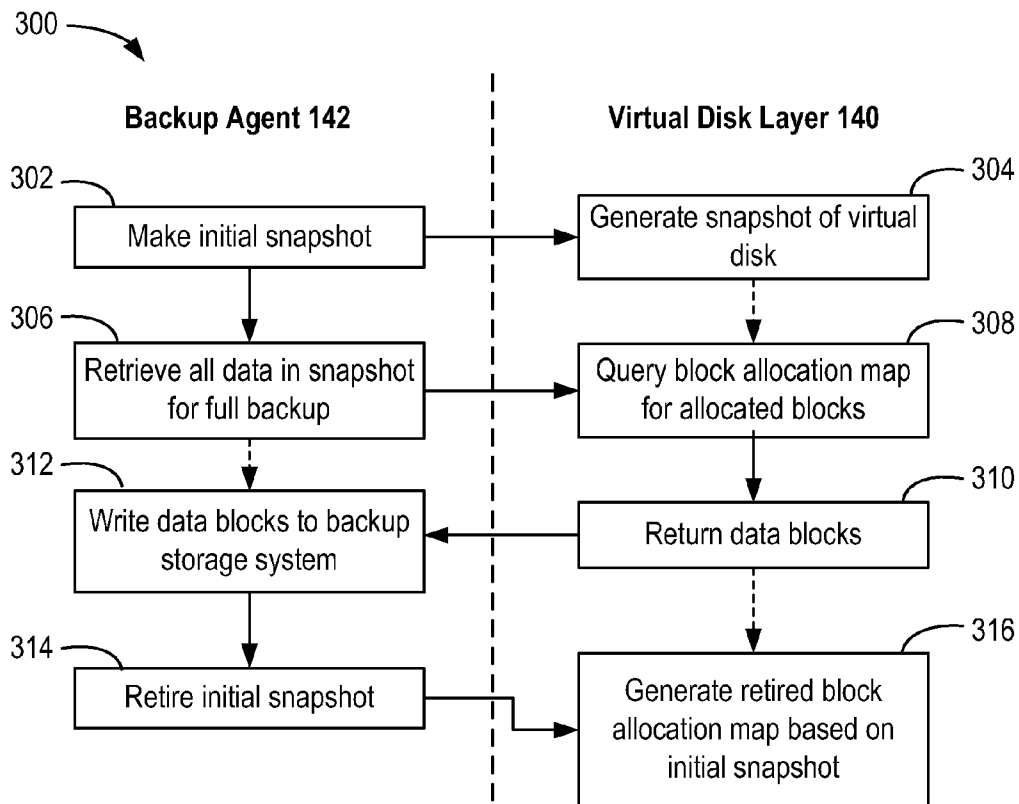 300
Backup Agent 142
Virtual Disk Layer 140
302
304
Make initial snapshot
Generate snapshot of virtual
disk
306
308
Retrieve all data in snapshot
for full backup
Query block allocation map
for allocated blocks
312
310
Write data blocks to backup
storage system
Return data blocks
314
316
Retire initial snapshot
Generate retired block
allocation map based on
initial snapshot